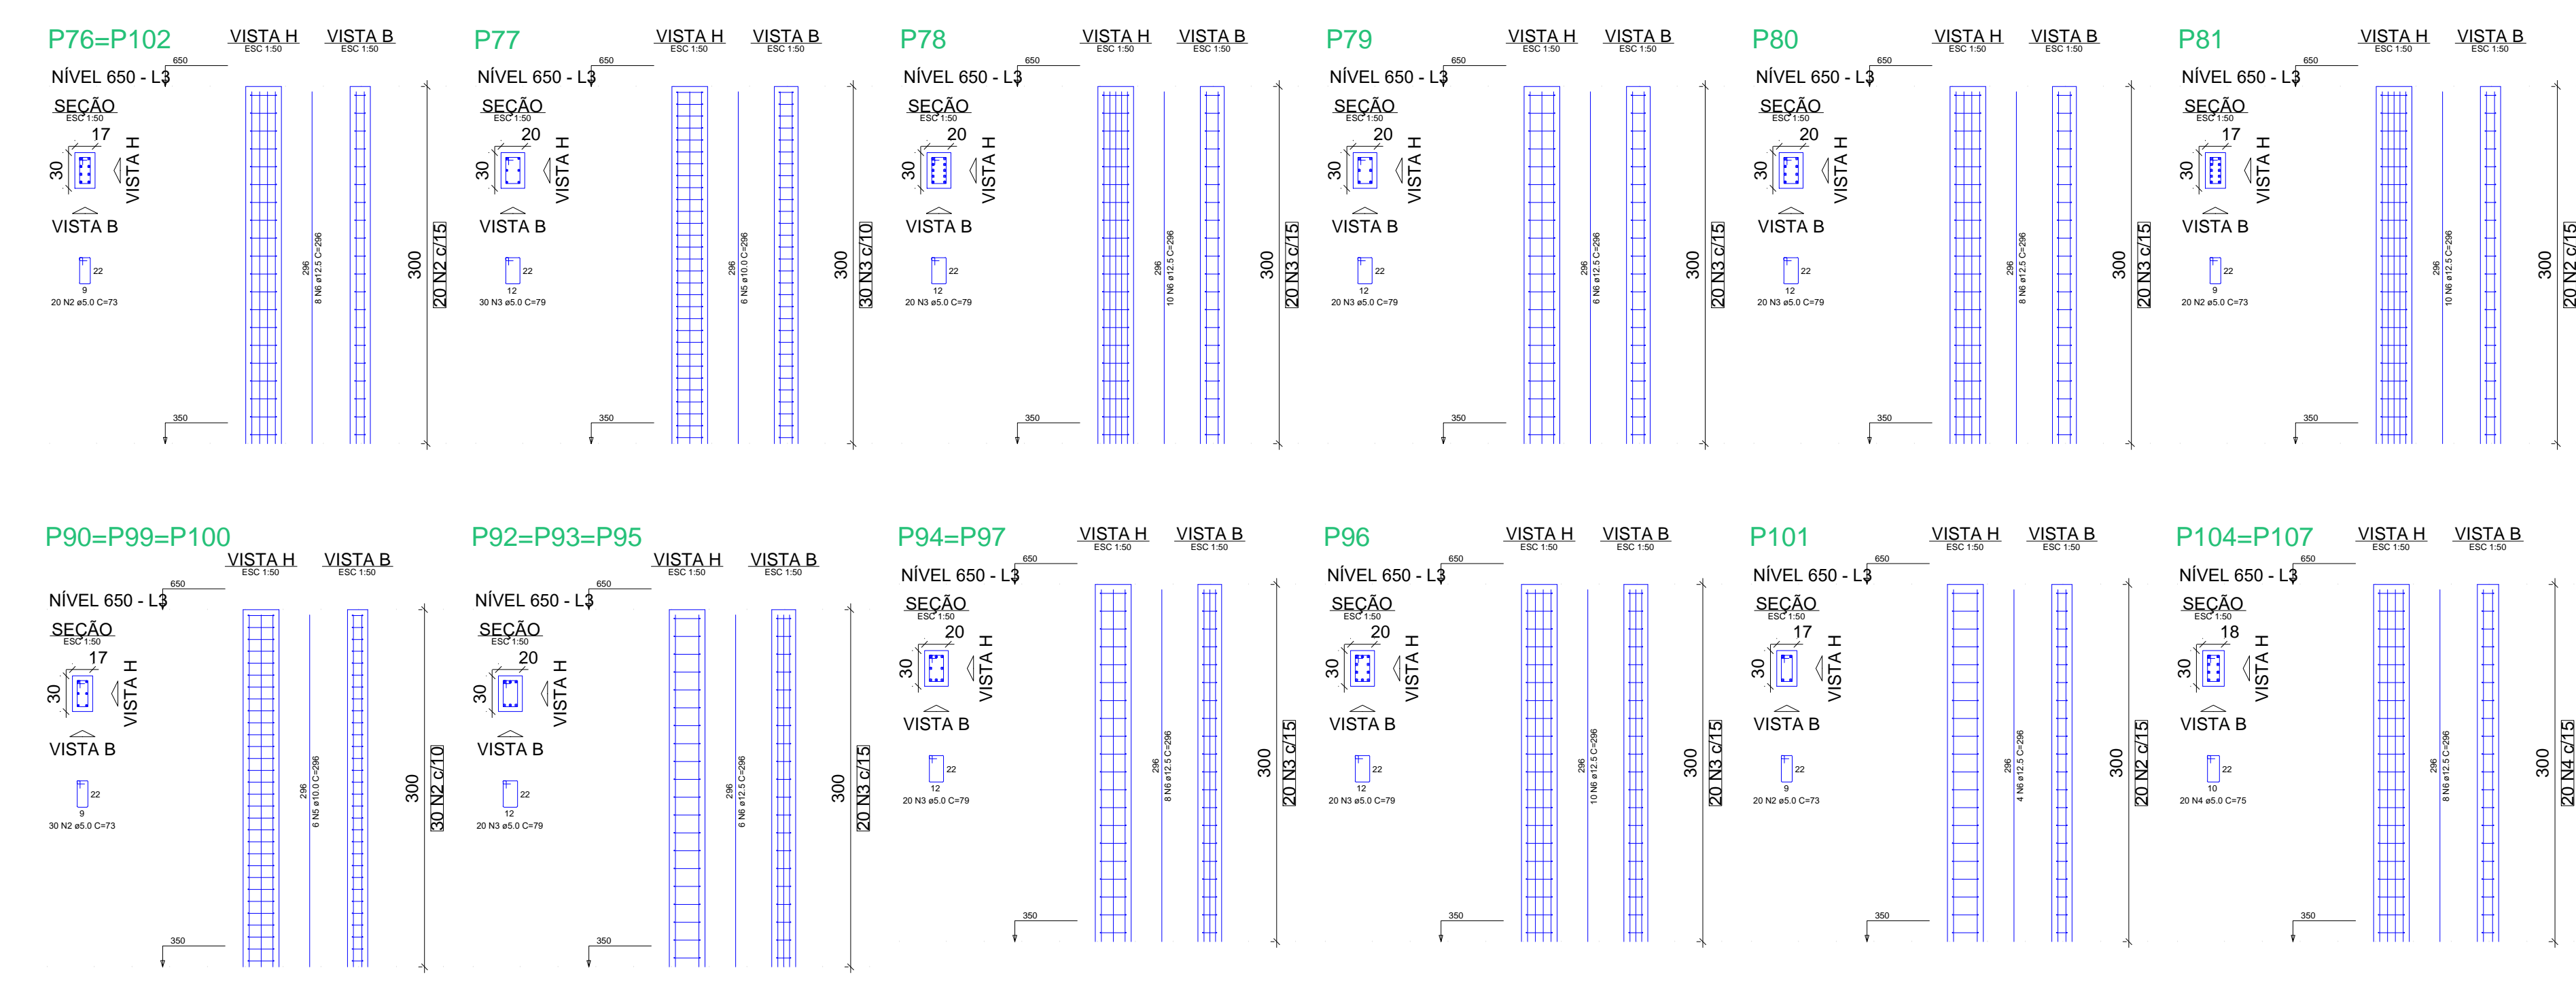 P76=P102
VISTA H
ESC 1:50
VISTA B
ESC 1:50
650
NÍVEL 650 - L3
SEÇÃO
ESC 1:50
17
30
VISTA H
VISTA B
22
9
20 N2 ø5.0 C=73
296
8 N6 ø12.5 C=296
300
20 N2 c/15
350
P77
VISTA H
ESC 1:50
VISTA B
ESC 1:50
650
NÍVEL 650 - L3
SEÇÃO
ESC 1:50
20
30
VISTA H
VISTA B
22
12
30 N3 ø5.0 C=79
296
6 N5 ø10.0 C=296
300
30 N3 c/10
350
P78
VISTA H
ESC 1:50
VISTA B
ESC 1:50
650
NÍVEL 650 - L3
SEÇÃO
ESC 1:50
20
30
VISTA H
VISTA B
22
12
20 N3 ø5.0 C=79
296
10 N6 ø12.5 C=296
300
20 N3 c/15
350
P79
VISTA H
ESC 1:50
VISTA B
ESC 1:50
650
NÍVEL 650 - L3
SEÇÃO
ESC 1:50
20
30
VISTA H
VISTA B
22
12
20 N3 ø5.0 C=79
296
6 N6 ø12.5 C=296
300
20 N3 c/15
350
P80
VISTA H
ESC 1:50
VISTA B
ESC 1:50
650
NÍVEL 650 - L3
SEÇÃO
ESC 1:50
20
30
VISTA H
VISTA B
22
12
20 N3 ø5.0 C=79
296
8 N6 ø12.5 C=296
300
20 N3 c/15
350
P81
VISTA H
ESC 1:50
VISTA B
ESC 1:50
650
NÍVEL 650 - L3
SEÇÃO
ESC 1:50
17
30
VISTA H
VISTA B
22
9
20 N2 ø5.0 C=73
296
10 N6 ø12.5 C=296
300
20 N2 c/15
350
P90=P99=P100
VISTA H
ESC 1:50
VISTA B
ESC 1:50
650
NÍVEL 650 - L3
SEÇÃO
ESC 1:50
17
30
VISTA H
VISTA B
22
9
30 N2 ø5.0 C=73
296
6 N5 ø10.0 C=296
300
30 N2 c/10
350
P92=P93=P95
VISTA H
ESC 1:50
VISTA B
ESC 1:50
650
NÍVEL 650 - L3
SEÇÃO
ESC 1:50
20
30
VISTA H
VISTA B
22
12
20 N3 ø5.0 C=79
296
6 N6 ø12.5 C=296
300
20 N3 c/15
350
P94=P97
VISTA H
ESC 1:50
VISTA B
ESC 1:50
650
NÍVEL 650 - L3
SEÇÃO
ESC 1:50
20
30
VISTA H
VISTA B
22
12
20 N3 ø5.0 C=79
296
8 N6 ø12.5 C=296
300
20 N3 c/15
350
P96
VISTA H
ESC 1:50
VISTA B
ESC 1:50
650
NÍVEL 650 - L3
SEÇÃO
ESC 1:50
20
30
VISTA H
VISTA B
22
12
20 N3 ø5.0 C=79
296
10 N6 ø12.5 C=296
300
20 N3 c/15
350
P101
VISTA H
ESC 1:50
VISTA B
ESC 1:50
650
NÍVEL 650 - L3
SEÇÃO
ESC 1:50
17
30
VISTA H
VISTA B
22
9
20 N2 ø5.0 C=73
296
4 N6 ø12.5 C=296
300
20 N2 c/15
350
P104=P107
VISTA H
ESC 1:50
VISTA B
ESC 1:50
650
NÍVEL 650 - L3
SEÇÃO
ESC 1:50
18
30
VISTA H
VISTA B
22
10
20 N4 ø5.0 C=75
296
8 N6 ø12.5 C=296
300
20 N4 c/15
350